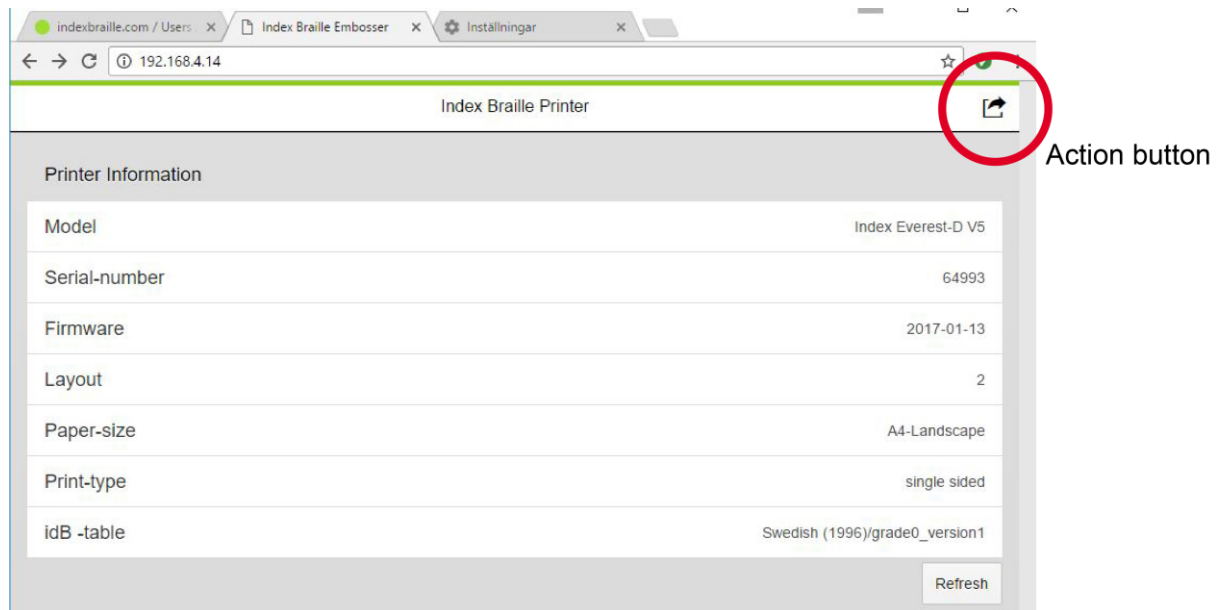 indexbraille.com / Users Index Braille Embosser Inställningar
192.168.4.14
Index Braille Printer
Action button
Printer Information
Model Index Everest-D V5
Serial-number 64993
Firmware 2017-01-13
Layout 2
Paper-size A4-Landscape
Print-type single sided
idB -table Swedish (1996)/grade0_version1
Refresh